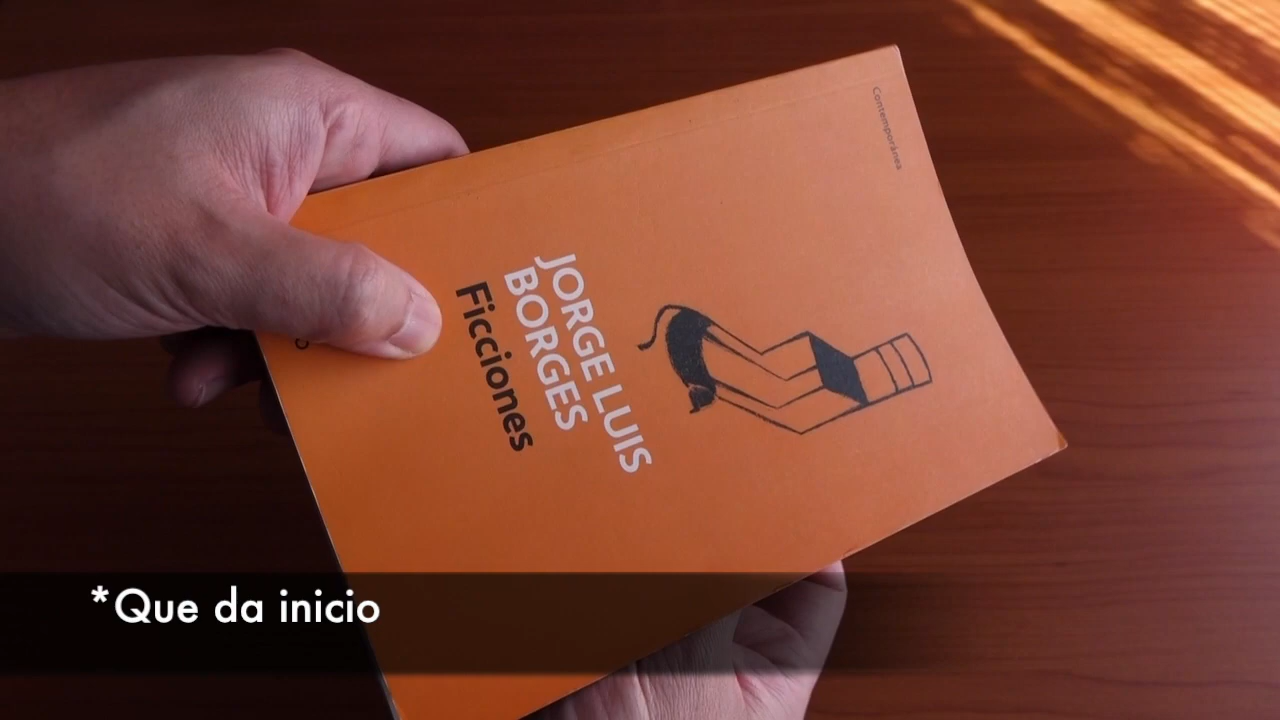 Contemporánea
JORGE LUIS
BORGES
Ficciones
*Que da inicio